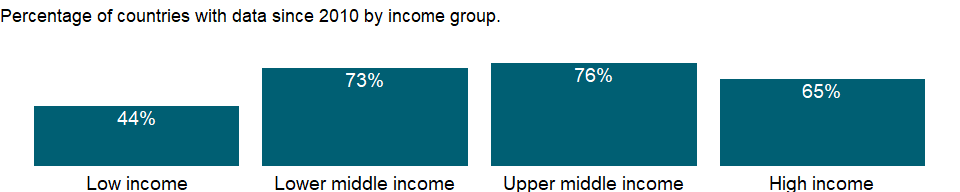 Percentage of countries with data since 2010 by income group.
44%
73%
76%
65%
Low income
Lower middle income
Upper middle income
High income